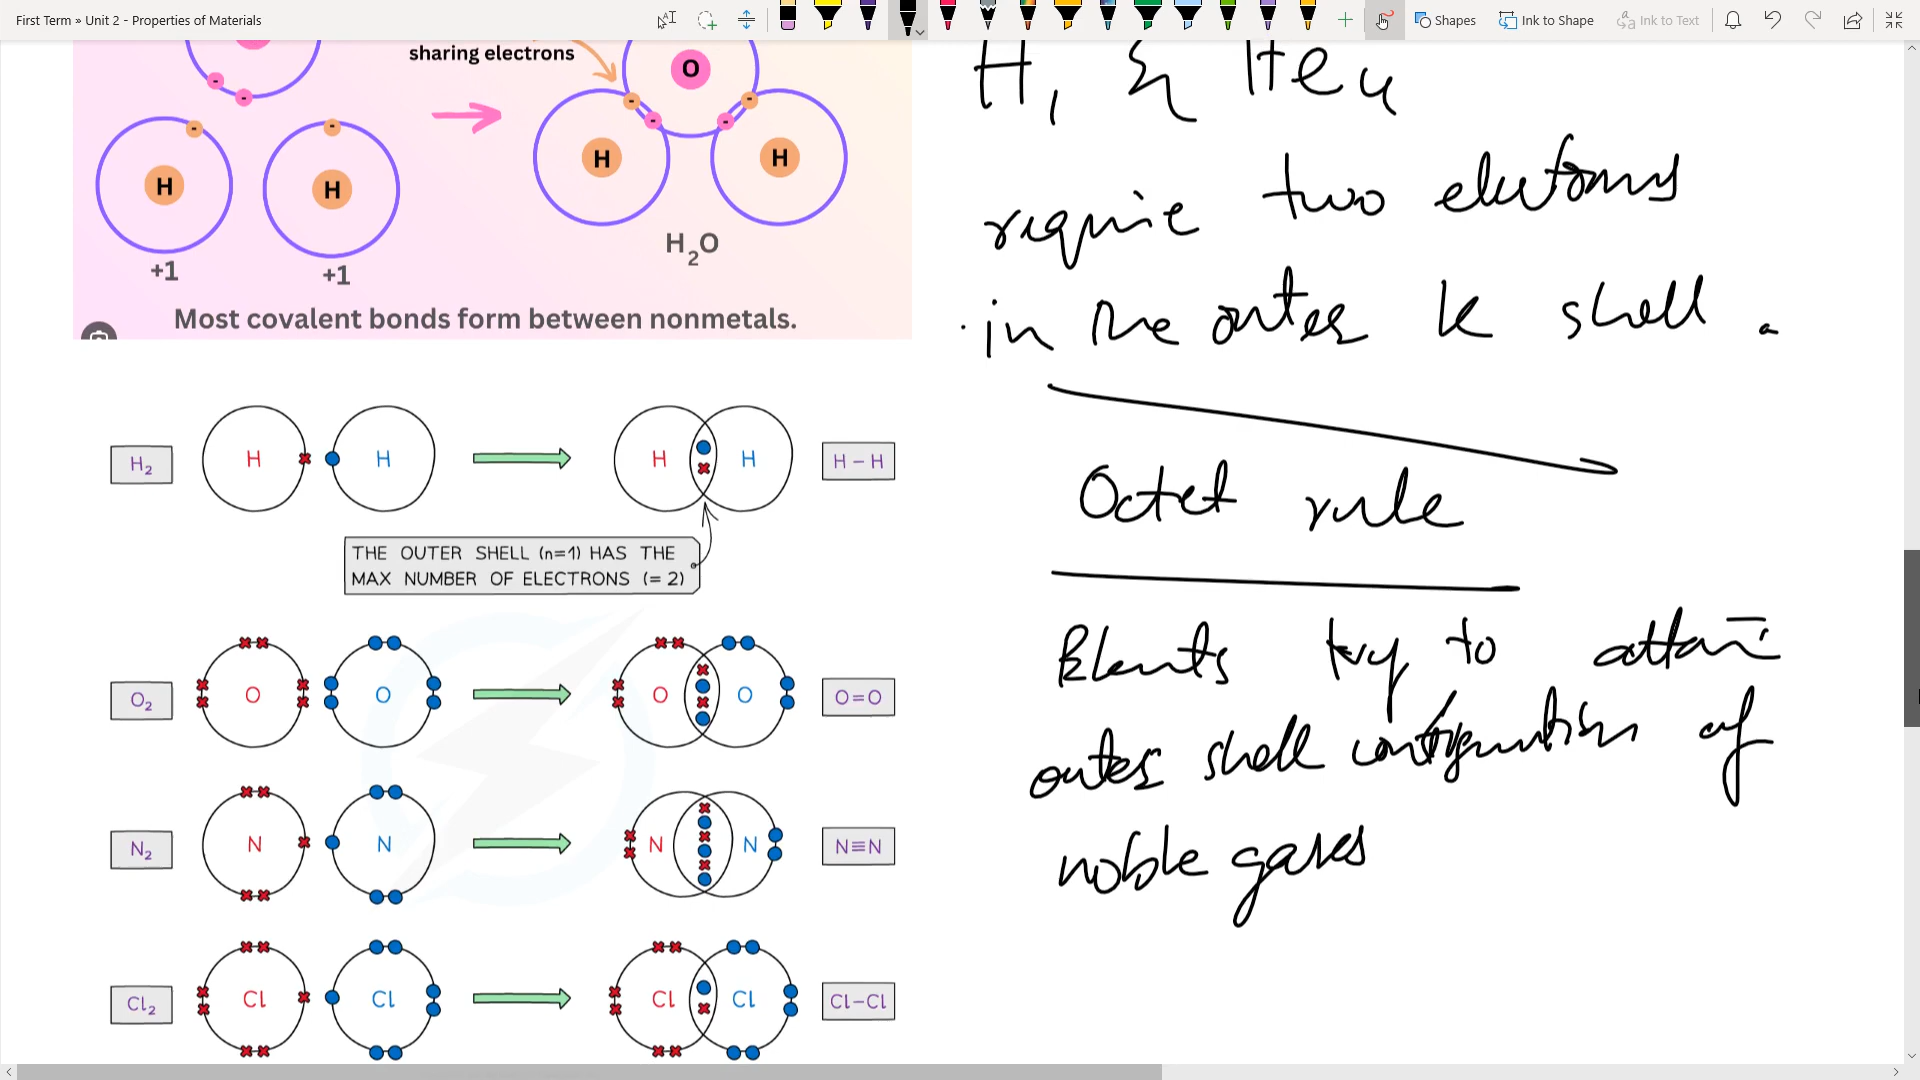 First Term » Unit 2 - Properties of Materials
Shapes
Ink to Shape
Ink to Text
sharing electrons
O
- - - - - - - -
H H H H
+1 +1
H₂O
Most covalent bonds form between nonmetals.
H₂ H H H H H – H
THE OUTER SHELL (n=1) HAS THE
MAX NUMBER OF ELECTRONS (= 2)
O₂ O O O O O=O
N₂ N N N N N≡N
Cl₂ Cl Cl Cl Cl Cl–Cl
H, & He
require two electrons
in the outer K shell.
Octet rule
try to attain
outer shell configuration of
noble gases